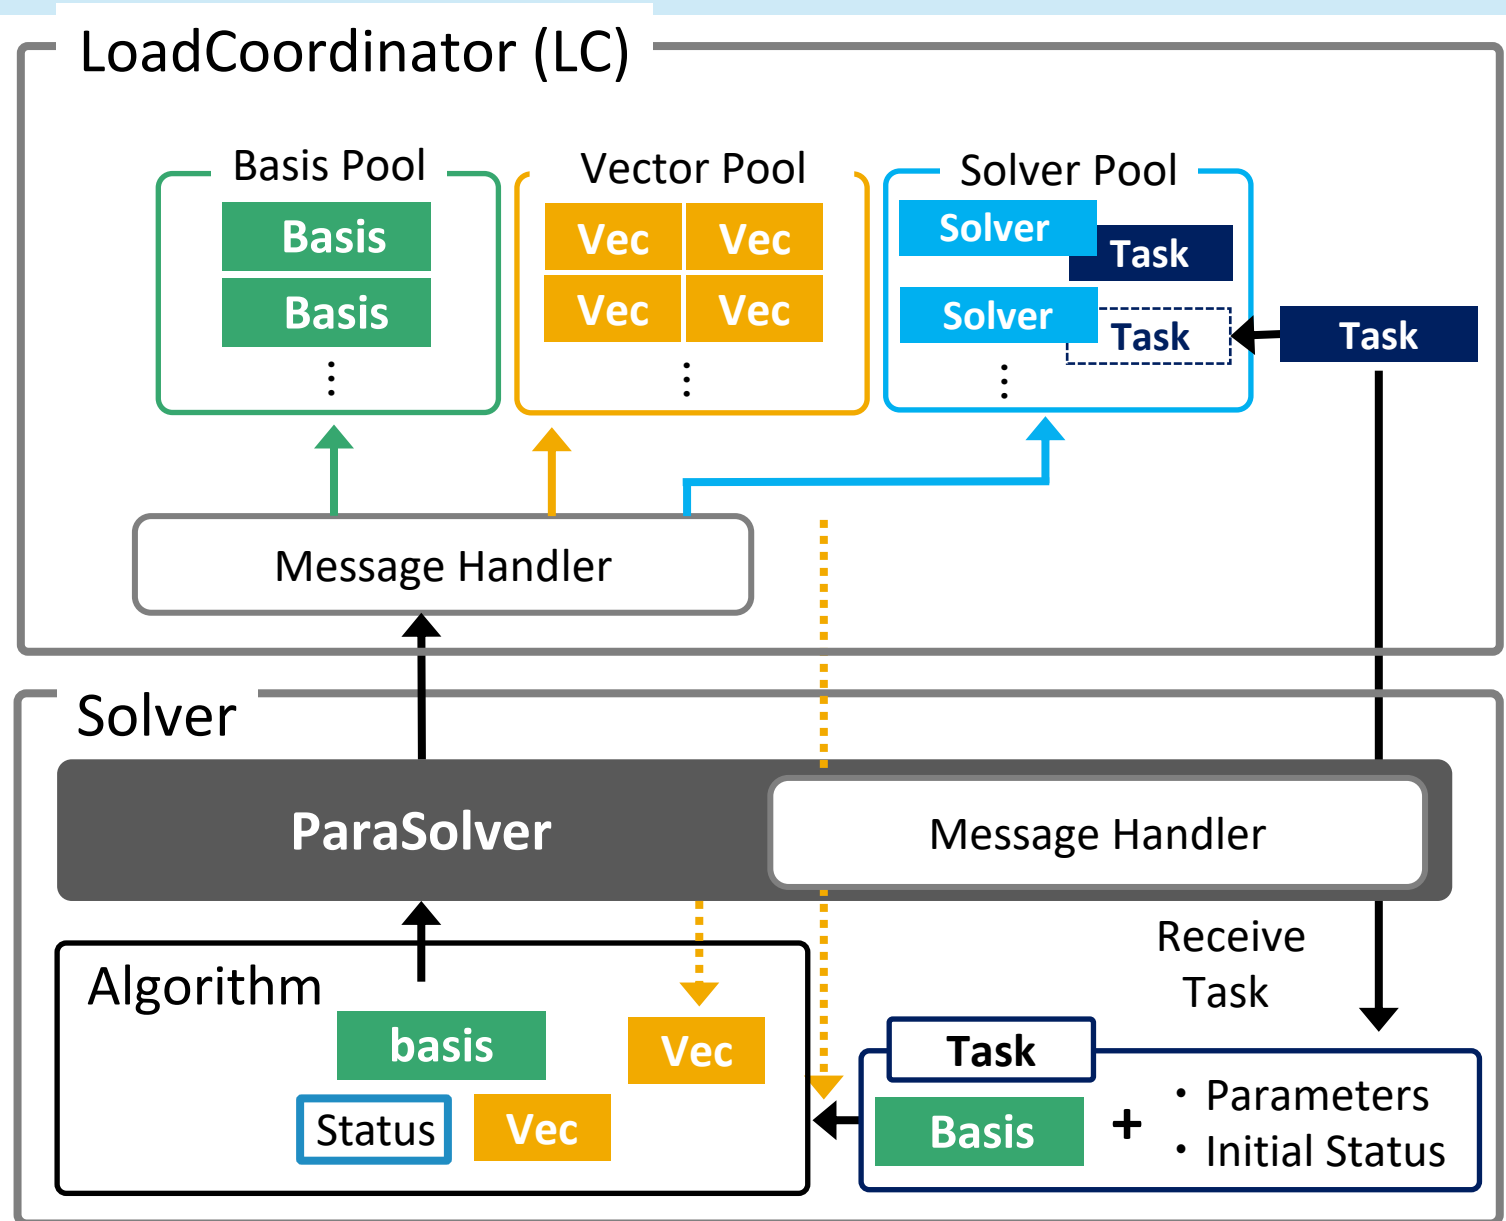 LoadCoordinator (LC)
Basis Pool
Vector Pool
Solver Pool
Basis
Basis
⋮
Vec Vec
Vec Vec
⋮
Solver
Task
Solver
Task
⋮
Task
Message Handler
Solver
ParaSolver
Message Handler
Receive
Task
Algorithm
basis
Vec
Status
Vec
Task
Basis
+
・Parameters
・Initial Status